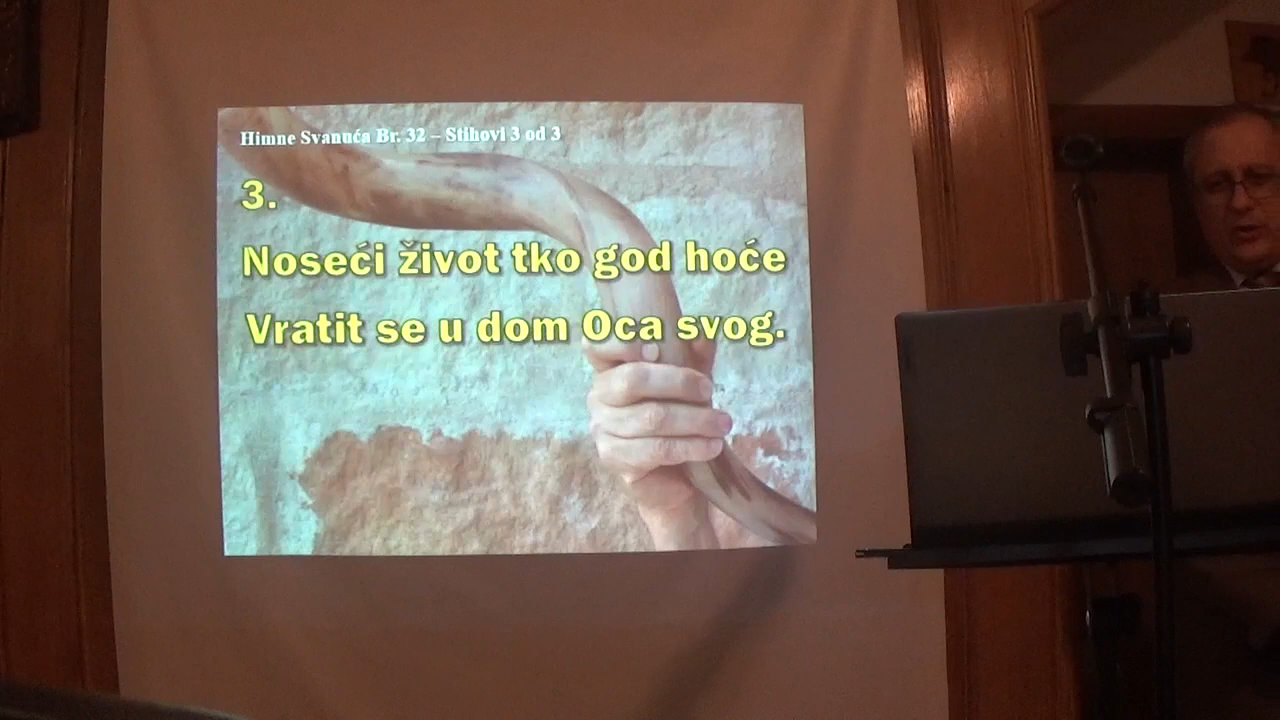 Himne Svanuća Br. 32 – Stihovi 3 od 3
3.
Noseći život tko god hoće
Vratit se u dom Oca svog.